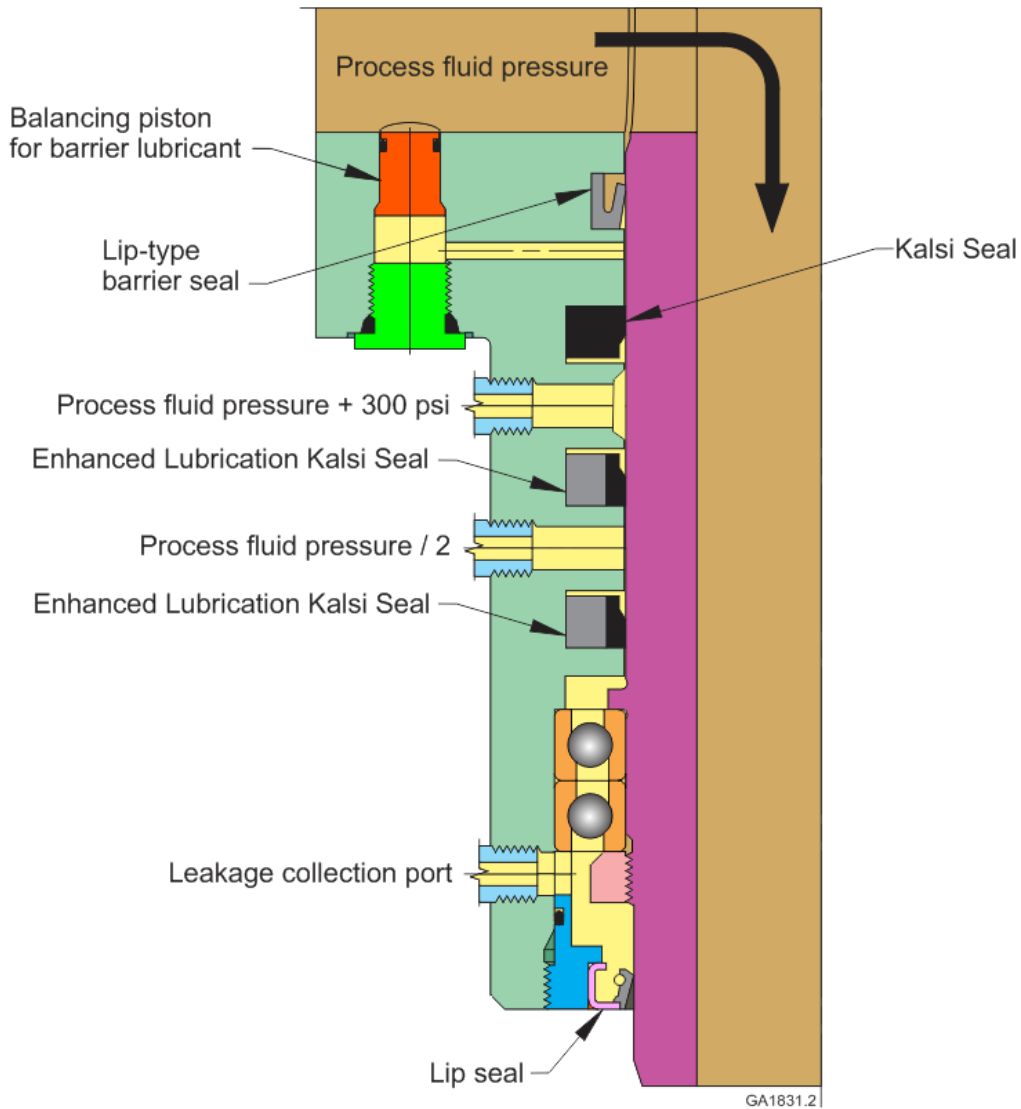 Process fluid pressure
Balancing piston
for barrier lubricant
Lip-type
barrier seal
Kalsi Seal
Process fluid pressure + 300 psi
Enhanced Lubrication Kalsi Seal
Process fluid pressure / 2
Enhanced Lubrication Kalsi Seal
Leakage collection port
Lip seal
GA1831.2